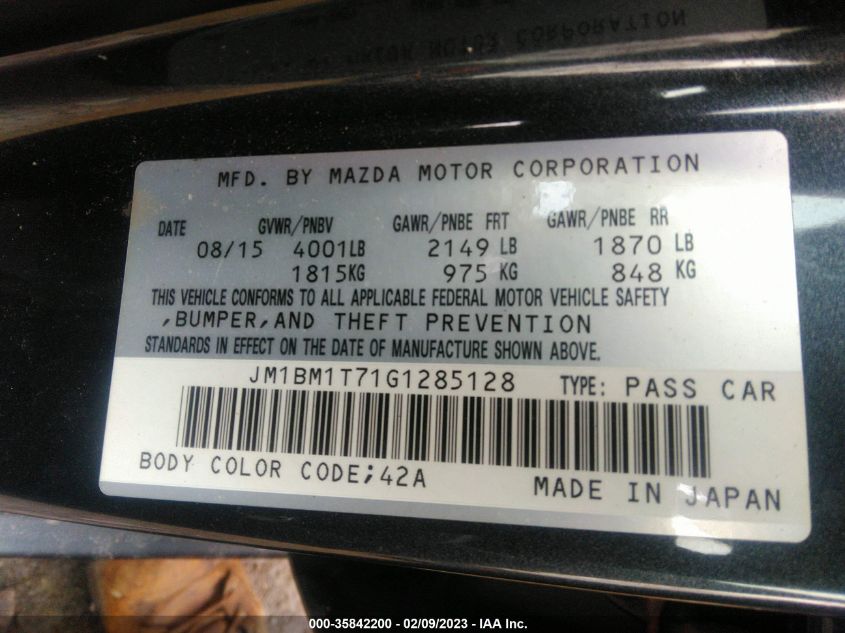 MFD. BY MAZDA MOTOR CORPORATION
DATE GVWR/PNBV GAWR/PNBE FRT GAWR/PNBE RR
08/15 4001LB 2149 LB 1870 LB
1815KG 975 KG 848 KG
THIS VEHICLE CONFORMS TO ALL APPLICABLE FEDERAL MOTOR VEHICLE SAFETY
,BUMPER,AND THEFT PREVENTION
STANDARDS IN EFFECT ON THE DATE OF MANUFACTURE SHOWN ABOVE.
JM1BM1T71G1285128 TYPE: PASS CAR
BODY COLOR CODE;42A MADE IN JAPAN
000-35842200 - 02/09/2023 - IAA Inc.